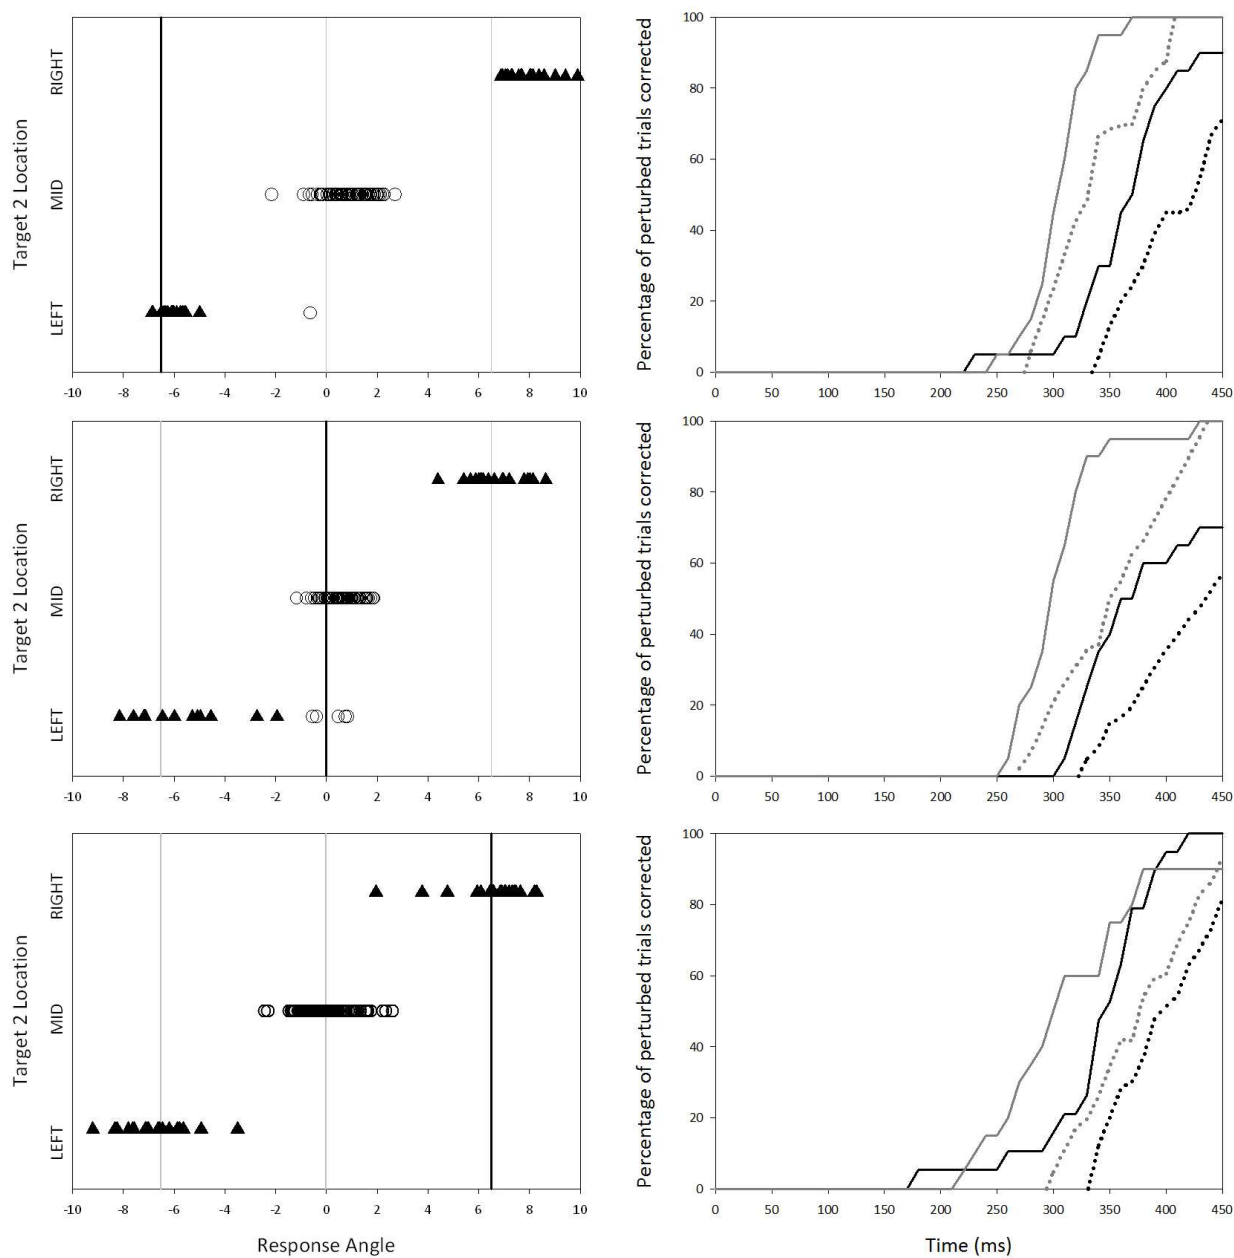 Target 2 Location
RIGHT
MID
LEFT
-10 -8 -6 -4 -2 0 2 4 6 8 10
Percentage of perturbed trials corrected
100
80
60
40
20
0
0 50 100 150 200 250 300 350 400 450
Target 2 Location
RIGHT
MID
LEFT
-10 -8 -6 -4 -2 0 2 4 6 8 10
Percentage of perturbed trials corrected
100
80
60
40
20
0
0 50 100 150 200 250 300 350 400 450
Target 2 Location
RIGHT
MID
LEFT
-10 -8 -6 -4 -2 0 2 4 6 8 10
Response Angle
Percentage of perturbed trials corrected
100
80
60
40
20
0
0 50 100 150 200 250 300 350 400 450
Time (ms)